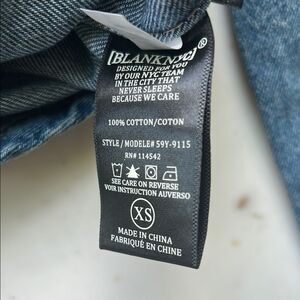 [BLANKNYC]®
DESIGNED FOR YOU
BY OUR NYC TEAM
IN THE CITY THAT
NEVER SLEEPS
BECAUSE WE CARE
100% COTTON/COTON
STYLE / MODELE# 59Y-9115
RN# 114542
SEE CARE ON REVERSE
VOIR INSTRUCTION AUVERSO
XS
MADE IN CHINA
FABRIQUÉ EN CHINE